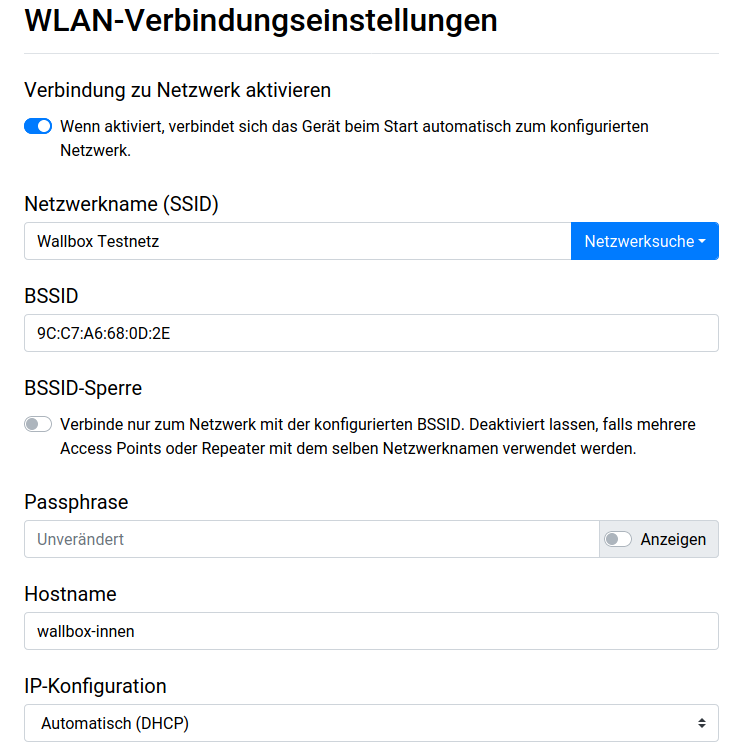 WLAN-Verbindungseinstellungen
Verbindung zu Netzwerk aktivieren
Wenn aktiviert, verbindet sich das Gerät beim Start automatisch zum konfigurierten
Netzwerk.
Netzwerkname (SSID)
Wallbox Testnetz
Netzwerksuche
BSSID
9C:C7:A6:68:0D:2E
BSSID-Sperre
Verbinde nur zum Netzwerk mit der konfigurierten BSSID. Deaktiviert lassen, falls mehrere
Access Points oder Repeater mit dem selben Netzwerknamen verwendet werden.
Passphrase
Unverändert
Anzeigen
Hostname
wallbox-innen
IP-Konfiguration
Automatisch (DHCP)